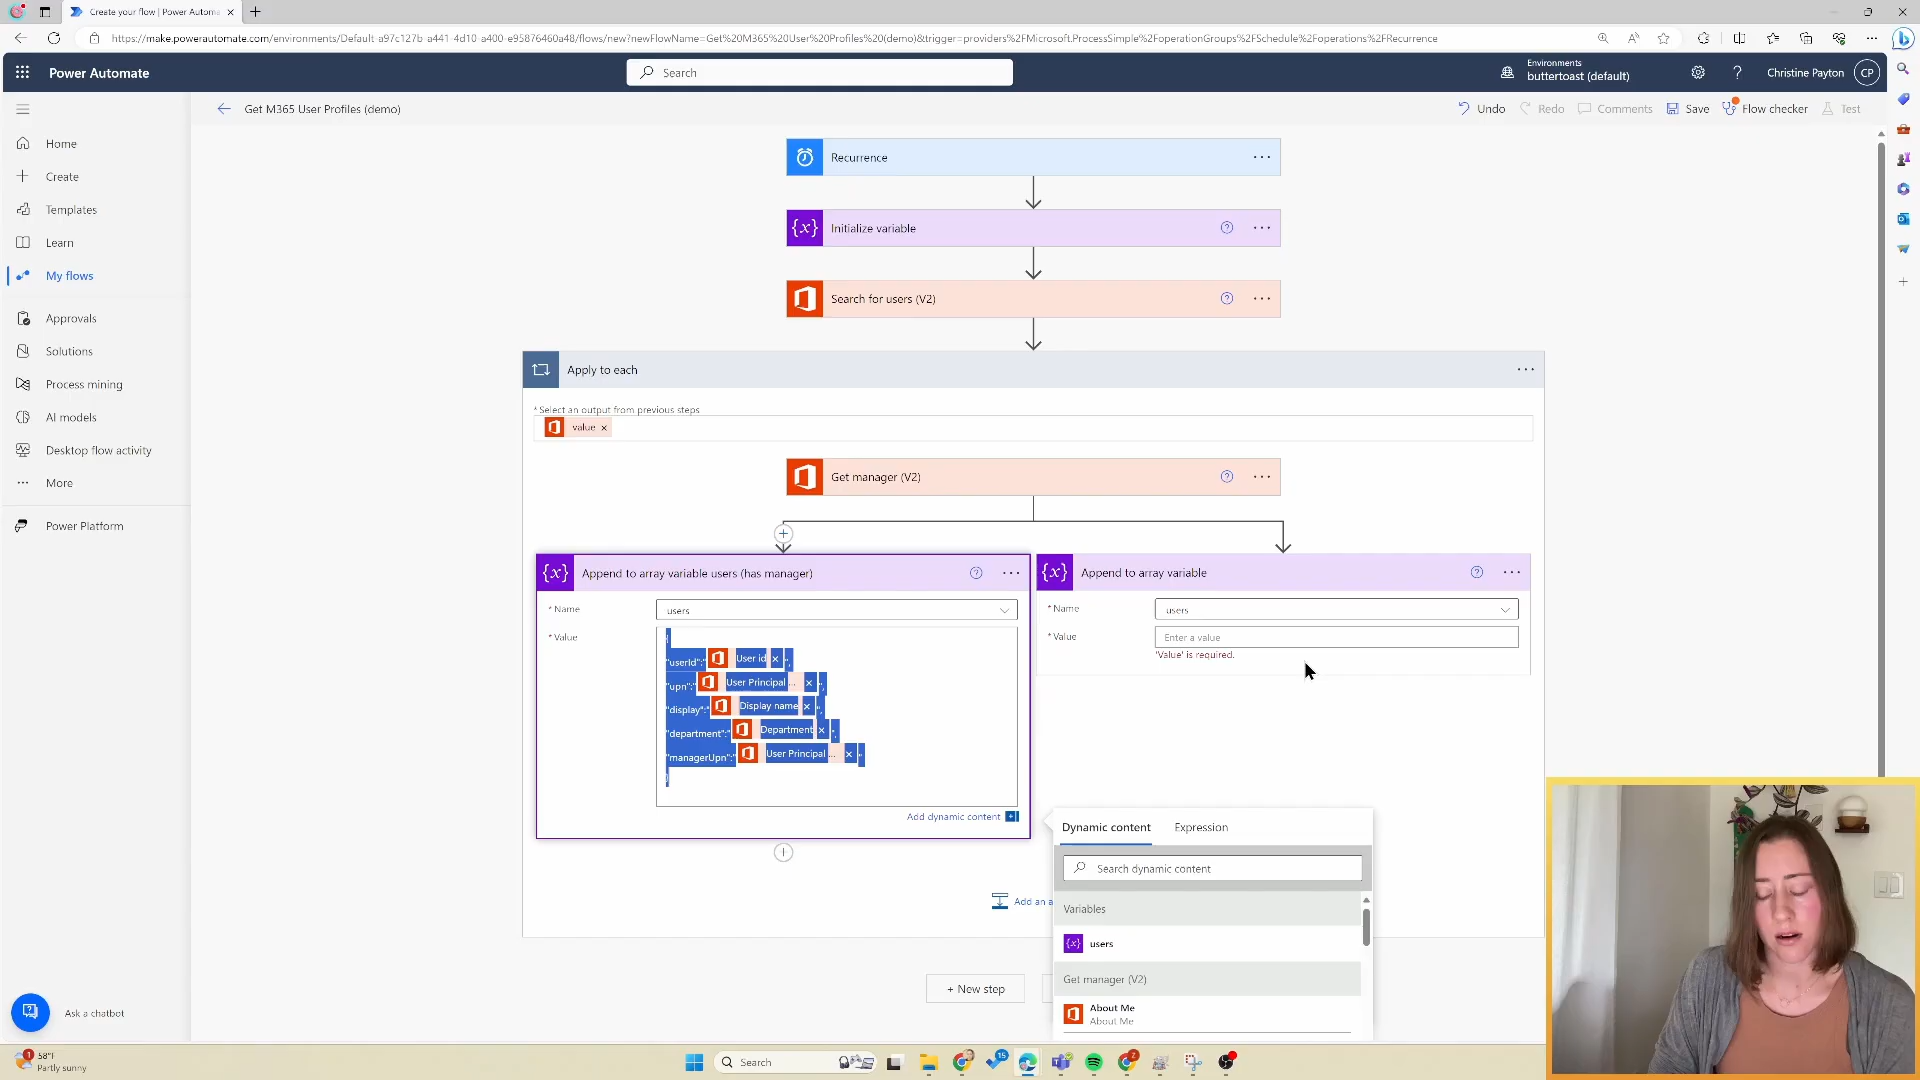 Create your flow | Power Autom
https://make.powerautomate.com/environments/Default-a97c127b-a441-4d10-a400-e95876460a48/flows/new?newFlowName=Get%20M365%20User%20Profiles%20(demo)&trigger=providers%2FMicrosoft.ProcessSimple%2FoperationGroups%2FSchedule%2Foperations%2FRecurrence
Power Automate
Search
Environments
buttertoast (default)
?
Christine Payton
CP
Get M365 User Profiles (demo)
Undo
Redo
Comments
Save
Flow checker
Test
Home
Create
Templates
Learn
My flows
Approvals
Solutions
Process mining
AI models
Desktop flow activity
More
Power Platform
Recurrence
{x} Initialize variable
Search for users (V2)
Apply to each
* Select an output from previous steps
value ×
Get manager (V2)
{x} Append to array variable users (has manager)
* Name
users
* Value
{
"userId":" User id × ",
"upn":" User Principal ... × ",
"display":" Display name × ",
"department":" Department × ",
"managerUpn":" User Principal ... × "
}
Add dynamic content
{x} Append to array variable
* Name
users
* Value
Enter a value
'Value' is required.
Add an a
+ New step
Dynamic content
Expression
Search dynamic content
Variables
{x} users
Get manager (V2)
About Me
About Me
Ask a chatbot
1
58°F
Partly sunny
Search
15
2